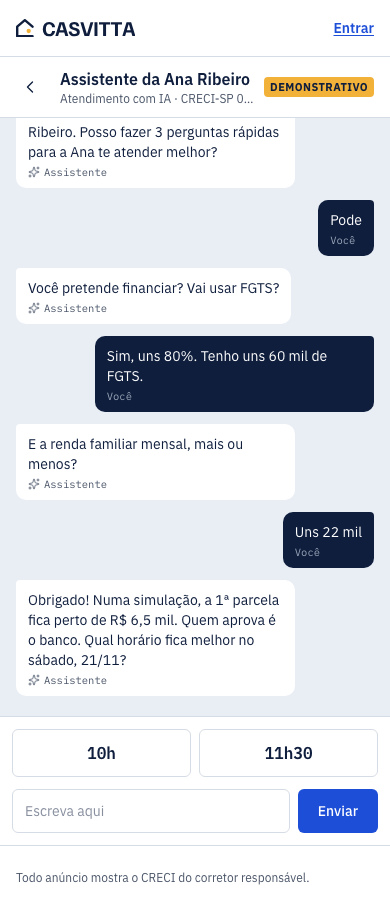 CASVITTA
Entrar
Assistente da Ana Ribeiro
Atendimento com IA · CRECI-SP 0...
DEMONSTRATIVO
Ribeiro. Posso fazer 3 perguntas rápidas
para a Ana te atender melhor?
Assistente
Pode
Você
Você pretende financiar? Vai usar FGTS?
Assistente
Sim, uns 80%. Tenho uns 60 mil de
FGTS.
Você
E a renda familiar mensal, mais ou
menos?
Assistente
Uns 22 mil
Você
Obrigado! Numa simulação, a 1ª parcela
fica perto de R$ 6,5 mil. Quem aprova é
o banco. Qual horário fica melhor no
sábado, 21/11?
Assistente
10h
11h30
Escreva aqui
Enviar
Todo anúncio mostra o CRECI do corretor responsável.